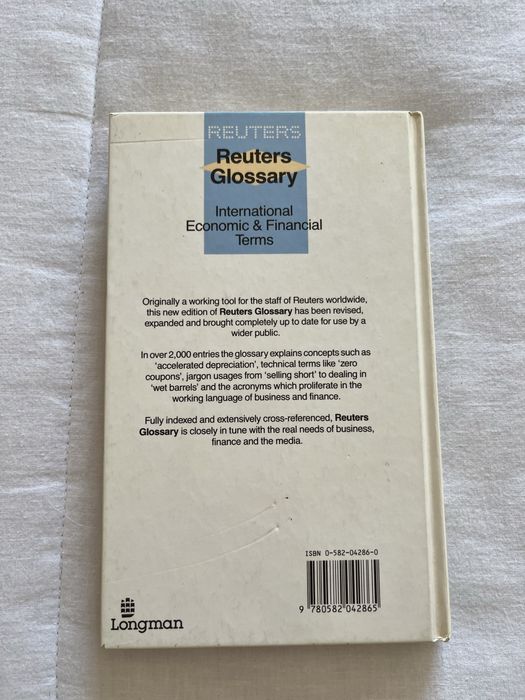 REUTERS
Reuters
Glossary
International
Economic & Financial
Terms
Originally a working tool for the staff of Reuters worldwide,
this new edition of Reuters Glossary has been revised,
expanded and brought completely up to date for use by a
wider public.
In over 2,000 entries the glossary explains concepts such as
'accelerated depreciation', technical terms like 'zero
coupons', jargon usages from 'selling short' to dealing in
'wet barrels' and the acronyms which proliferate in the
working language of business and finance.
Fully indexed and extensively cross-referenced, Reuters
Glossary is closely in tune with the real needs of business,
finance and the media.
ISBN 0-582-04286-0
9 780582 042865
Longman